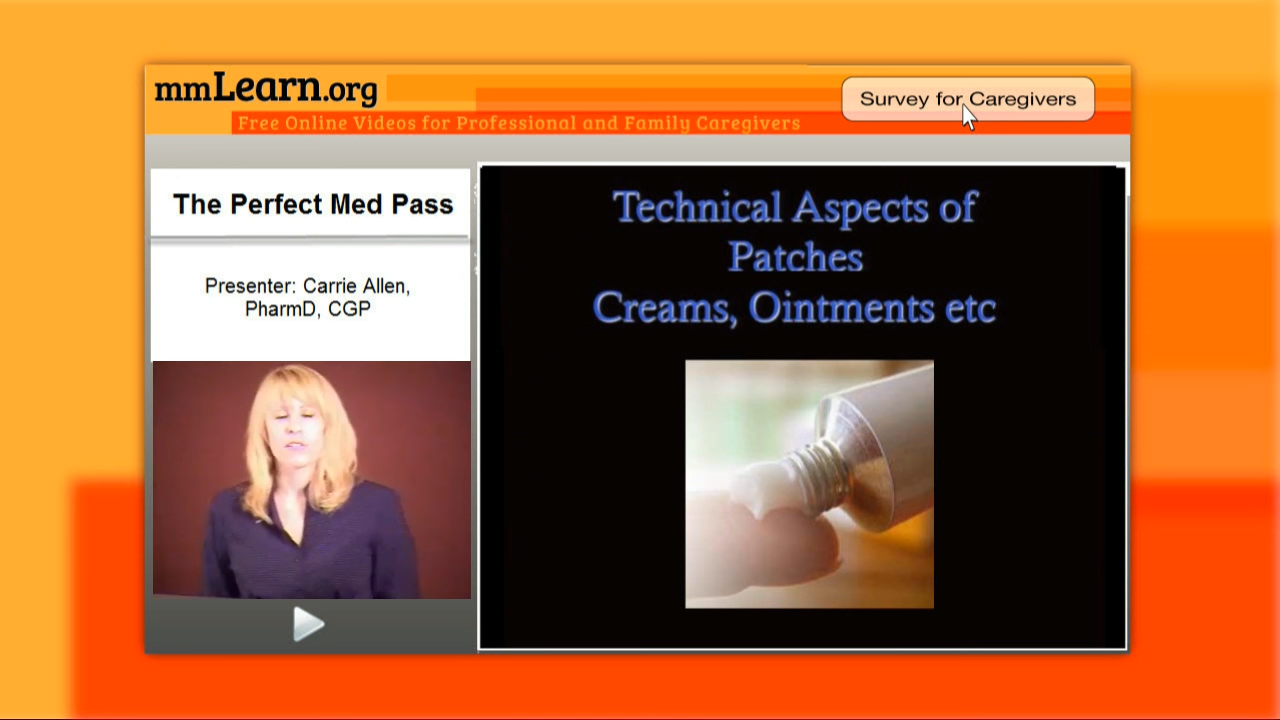 mmLearn.org
Free Online Videos for Professional and Family Caregivers
Survey for Caregivers
The Perfect Med Pass
Presenter: Carrie Allen,
PharmD, CGP
Technical Aspects of
Patches
Creams, Ointments etc